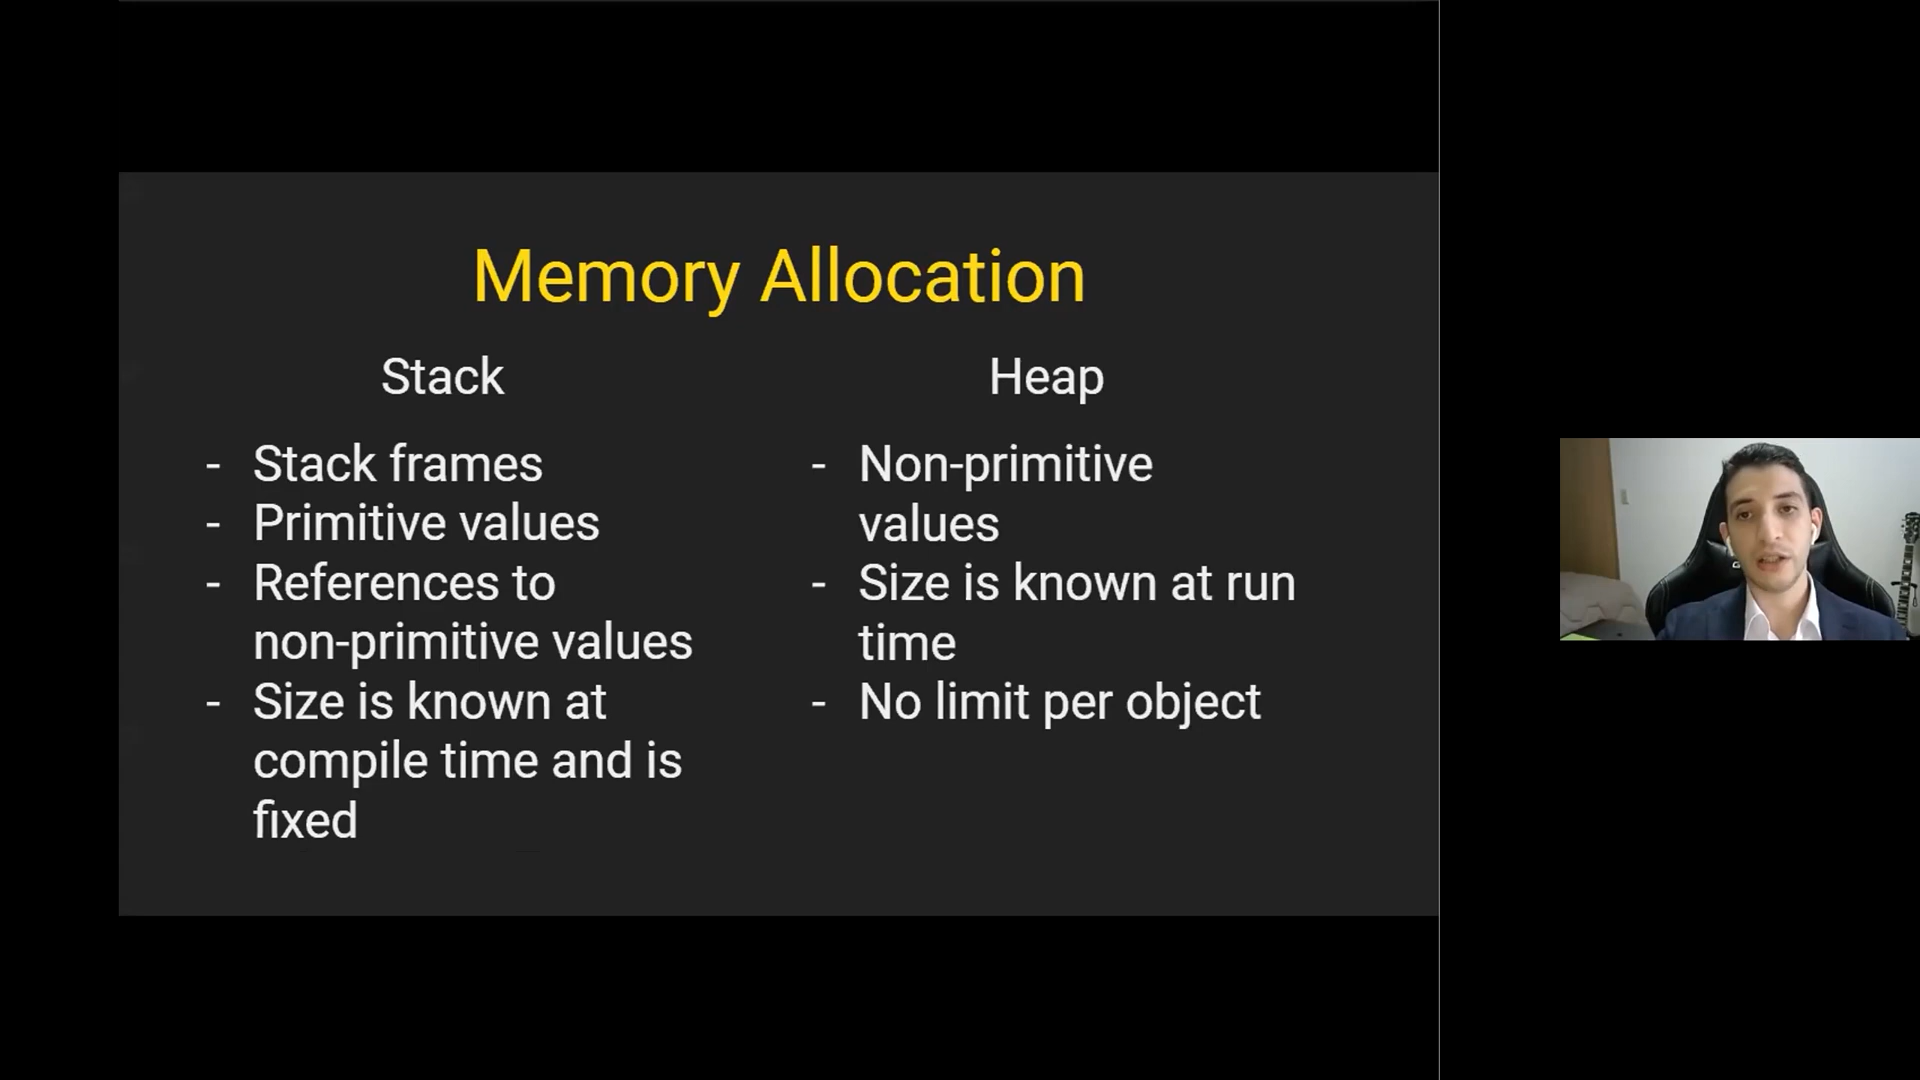 Memory Allocation
Stack
- Stack frames
- Primitive values
- References to
non-primitive values
- Size is known at
compile time and is
fixed
Heap
- Non-primitive
values
- Size is known at run
time
- No limit per object